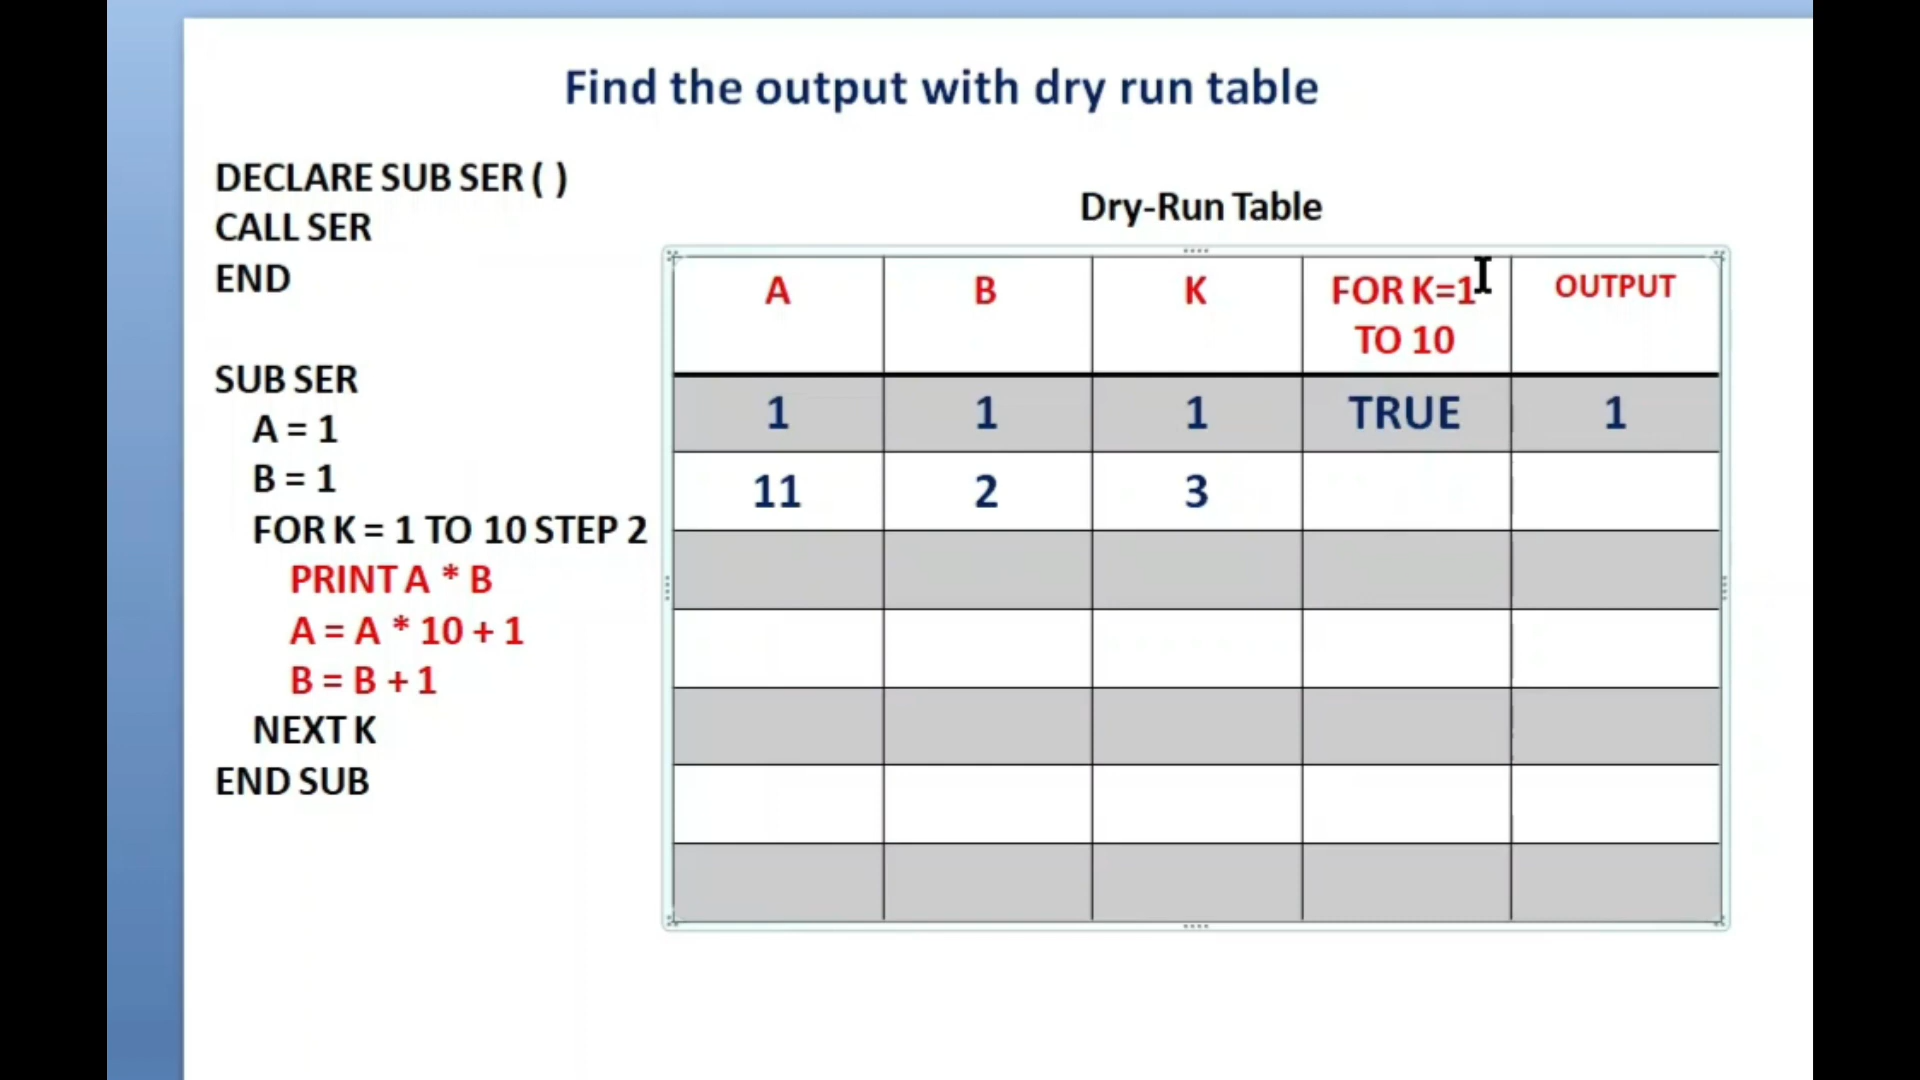 Find the output with dry run table
DECLARE SUB SER ( )
CALL SER
END
SUB SER
A = 1
B = 1
FOR K = 1 TO 10 STEP 2
PRINT A * B
A = A * 10 + 1
B = B + 1
NEXT K
END SUB
Dry-Run Table
A B K FOR K=1 TO 10 OUTPUT
1 1 1 TRUE 1
11 2 3